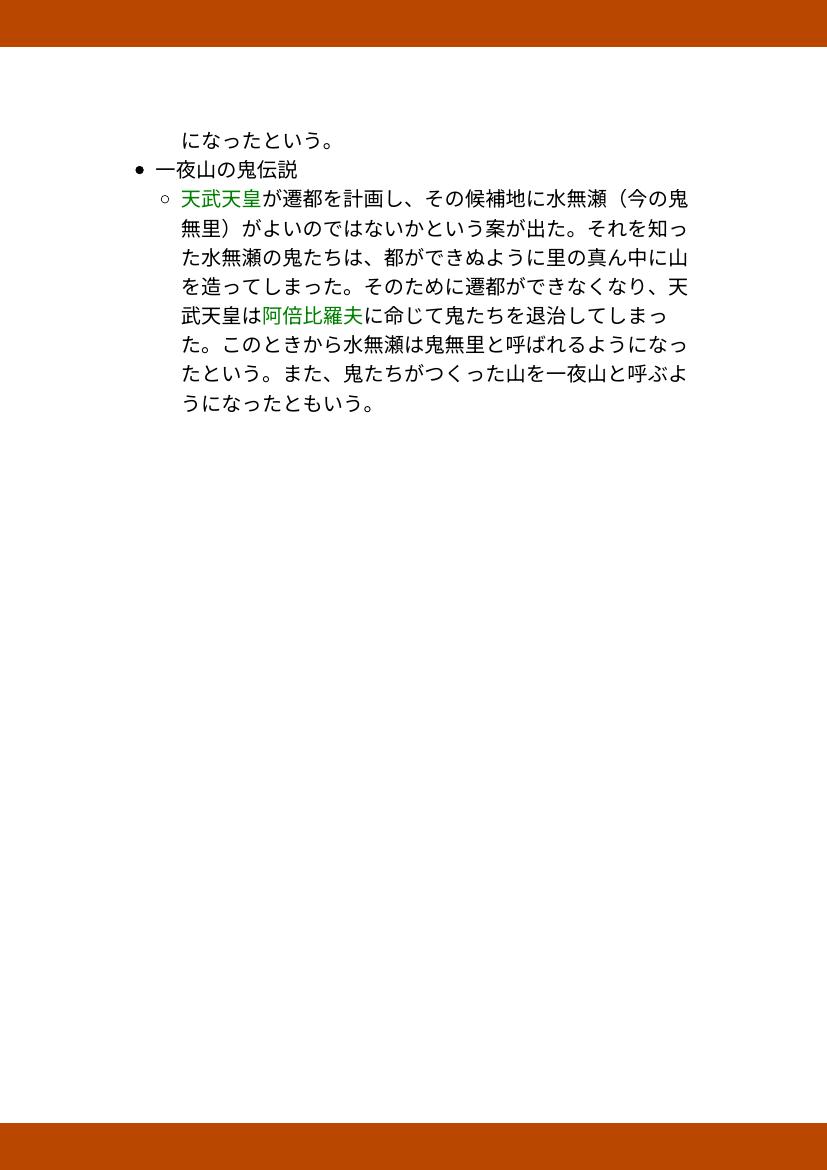 になったという。
• 一夜山の鬼伝説
○ 天武天皇が遷都を計画し、その候補地に水無瀬（今の鬼
無里）がよいのではないかという案が出た。それを知っ
た水無瀬の鬼たちは、都ができぬように里の真ん中に山
を造ってしまった。そのために遷都ができなくなり、天
武天皇は阿倍比羅夫に命じて鬼たちを退治してしまっ
た。このときから水無瀬は鬼無里と呼ばれるようになっ
たという。また、鬼たちがつくった山を一夜山と呼ぶよ
うになったともいう。